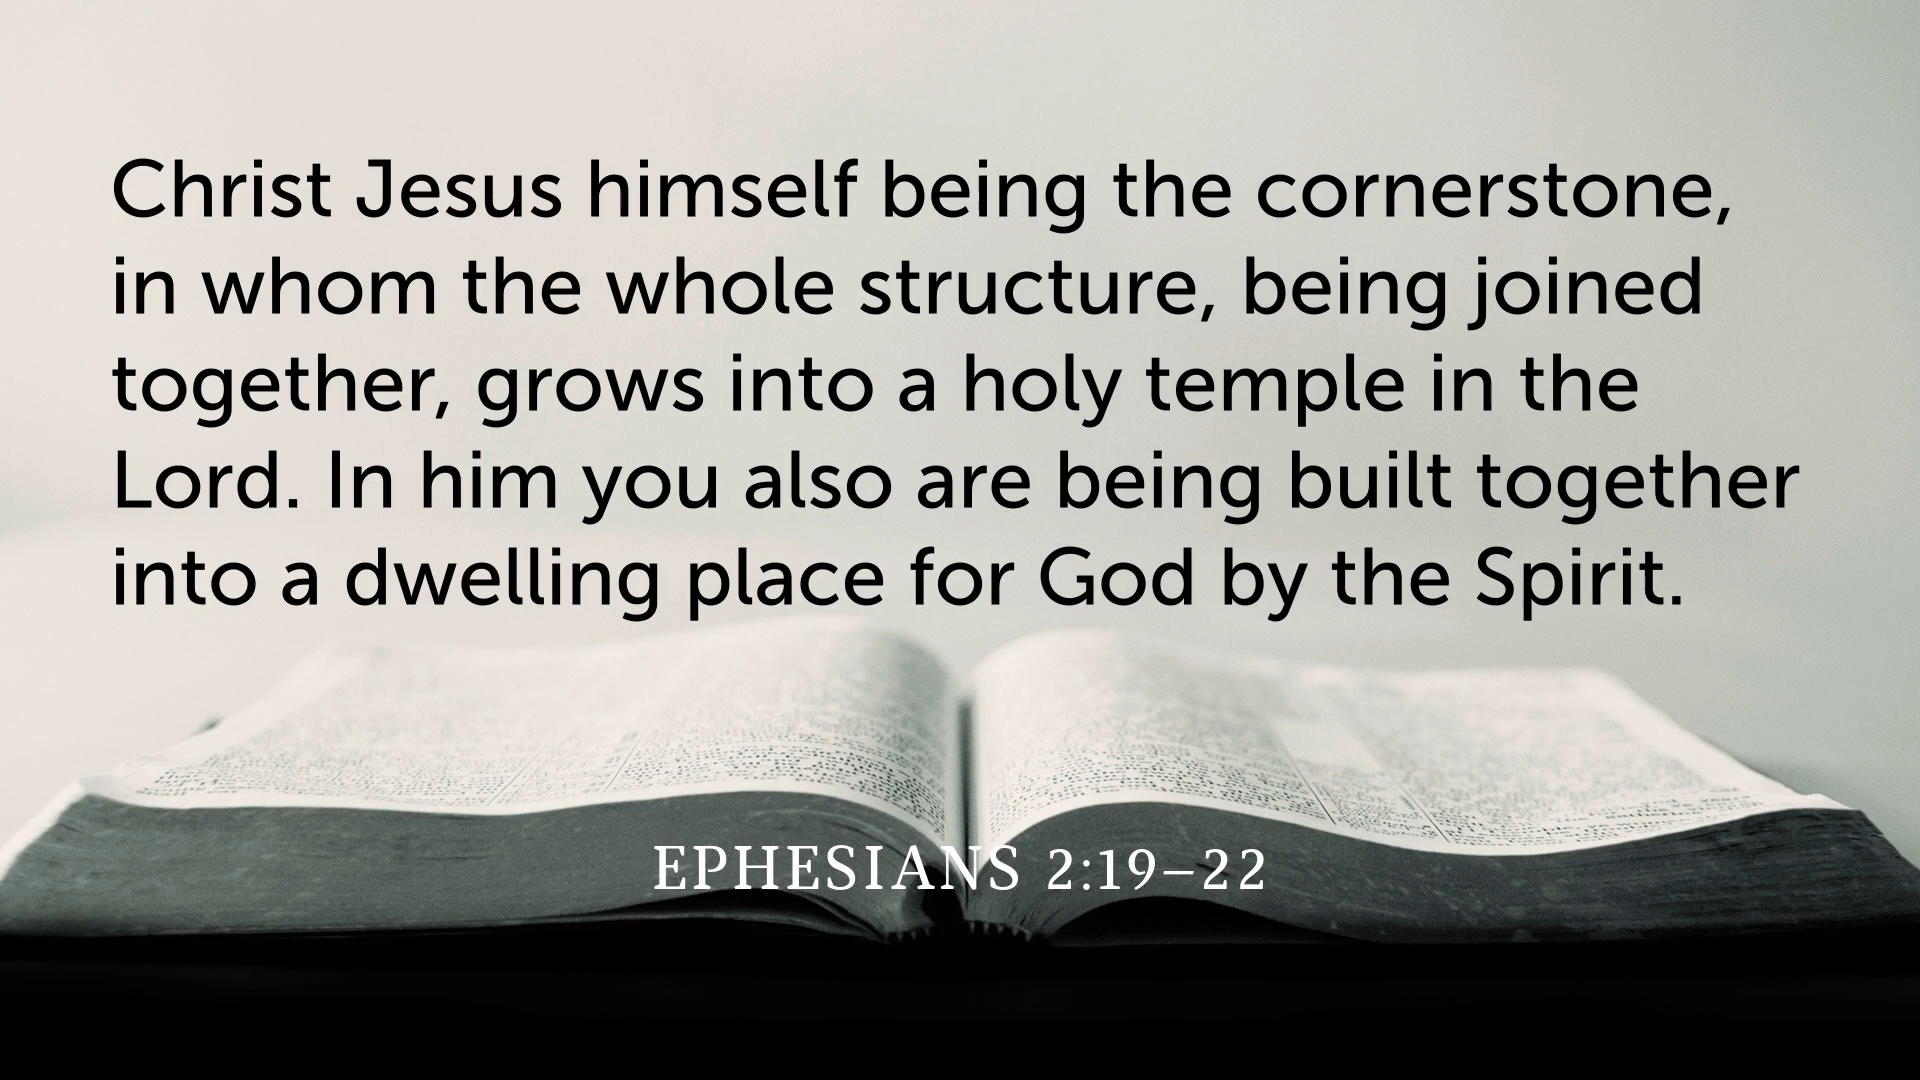 Christ Jesus himself being the cornerstone,
in whom the whole structure, being joined
together, grows into a holy temple in the
Lord. In him you also are being built together
into a dwelling place for God by the Spirit.
EPHESIANS 2:19–22